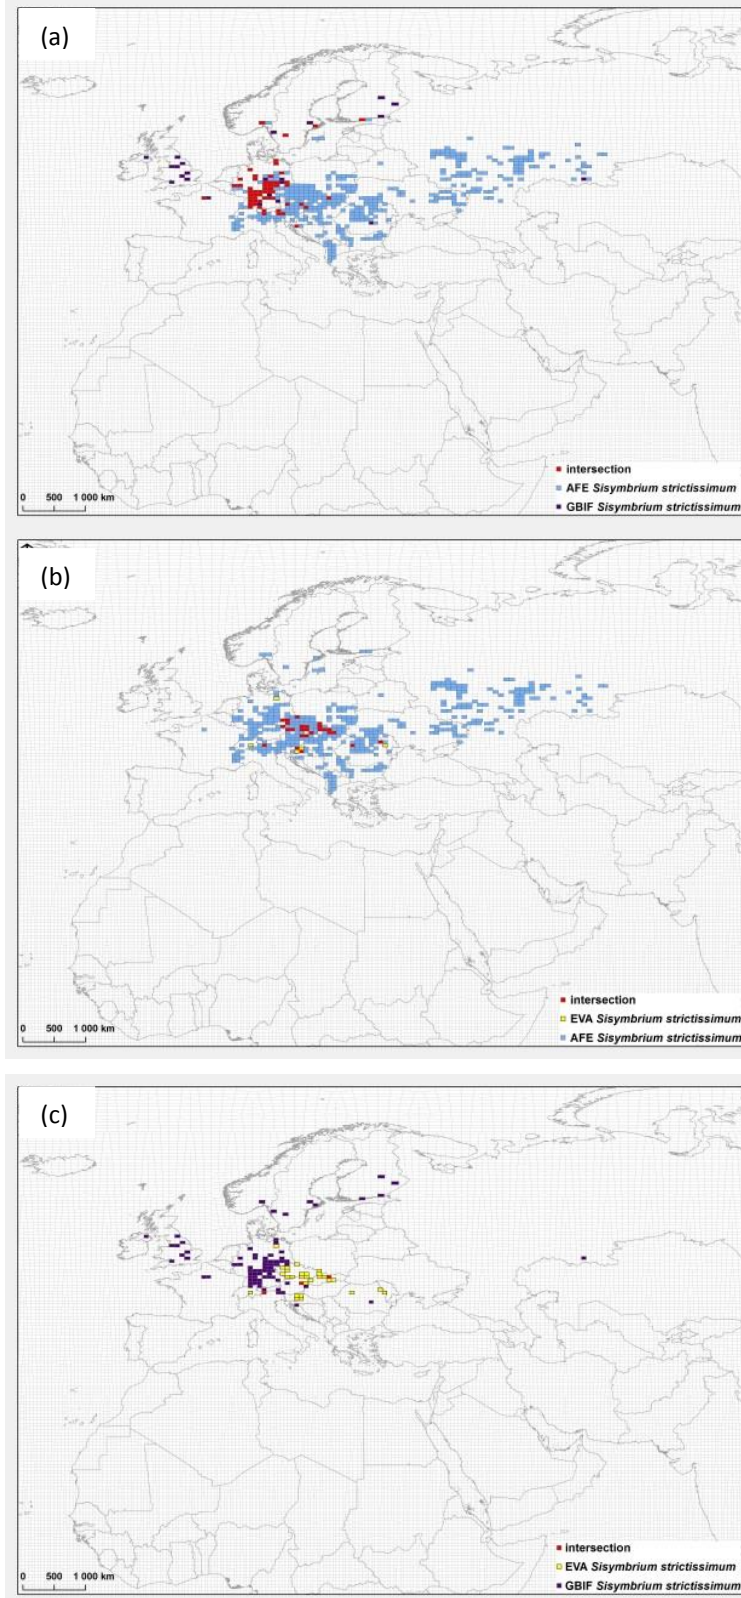 (a)
intersection
AFE Sisymbrium strictissimum
GBIF Sisymbrium strictissimum
0 500 1 000 km
(b)
intersection
EVA Sisymbrium strictissimum
AFE Sisymbrium strictissimum
0 500 1 000 km
(c)
intersection
EVA Sisymbrium strictissimum
GBIF Sisymbrium strictissimum
0 500 1 000 km